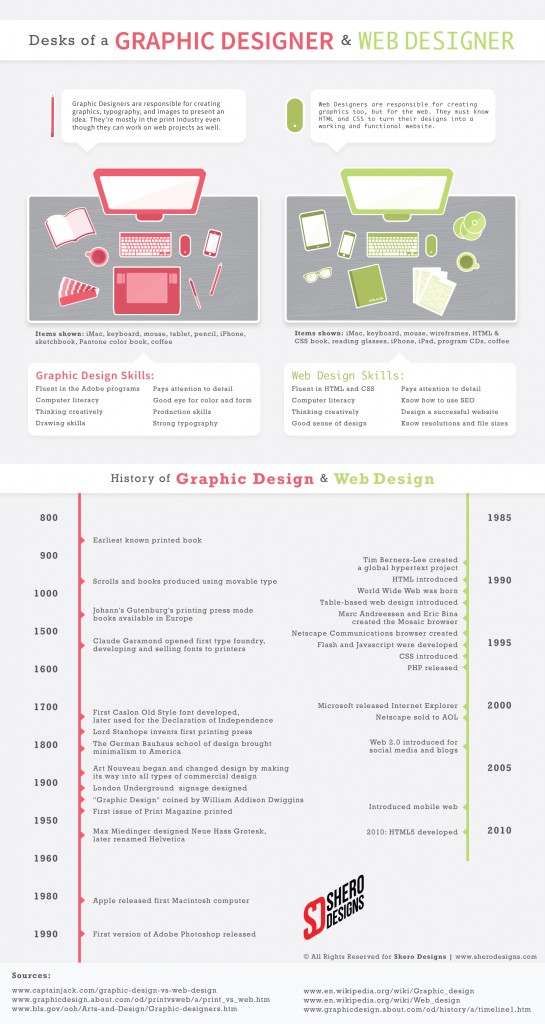 Desks of a GRAPHIC DESIGNER & WEB DESIGNER
Graphic Designers are responsible for creating
graphics, typography, and images to present an
idea. They're mostly in the print industry even
though they can work on web projects as well.
Web Designers are responsible for creating
graphics too, but for the web. They must know
HTML and CSS to turn their designs into a
working and functional website.
Items shown: iMac, keyboard, mouse, tablet, pencil, iPhone,
sketchbook, Pantone color book, coffee
Items shown: iMac, keyboard, mouse, wireframes, HTML &
CSS book, reading glasses, iPhone, iPad, program CDs, coffee
Graphic Design Skills:
Fluent in the Adobe programs
Computer literacy
Thinking creatively
Drawing skills
Pays attention to detail
Good eye for color and form
Production skills
Strong typography
Web Design Skills:
Fluent in HTML and CSS
Computer literacy
Thinking creatively
Good sense of design
Pays attention to detail
Know how to use SEO
Design a successful website
Know resolutions and file sizes
History of Graphic Design & Web Design
800
Earliest known printed book
900
Scrolls and books produced using movable type
1000
Johann's Gutenburg's printing press made
books available in Europe
1500
Claude Garamond opened first type foundry,
developing and selling fonts to printers
1600
1700
First Caslon Old Style font developed,
later used for the Declaration of Independence
Lord Stanhope invents first printing press
1800
The German Bauhaus school of design brought
minimalism to America
Art Nouveau began and changed design by making
its way into all types of commercial design
1900
London Underground signage designed
"Graphic Design" coined by William Addison Dwiggins
First issue of Print Magazine printed
1950
Max Miedinger designed Neue Hass Grotesk,
later renamed Helvetica
1960
1980
Apple released first Macintosh computer
1990
First version of Adobe Photoshop released
1985
Tim Berners-Lee created
a global hypertext project
HTML introduced
1990
World Wide Web was born
Table-based web design introduced
Marc Andreessen and Eric Bina
created the Mosaic browser
Netscape Communications browser created
1995
Flash and Javascript were developed
CSS introduced
PHP released
Microsoft released Internet Explorer
2000
Netscape sold to AOL
Web 2.0 introduced for
social media and blogs
2005
Introduced mobile web
2010: HTML5 developed
2010
SHERO
DESIGNS
© All Rights Reserved for Shero Designs | www.sherodesigns.com
Sources:
www.captainjack.com/graphic-design-vs-web-design
www.graphicdesign.about.com/od/printvsweb/a/print_vs_web.htm
www.bls.gov/ooh/Arts-and-Design/Graphic-designers.htm
www.en.wikipedia.org/wiki/Graphic_design
www.en.wikipedia.org/wiki/Web_design
www.graphicdesign.about.com/od/history/a/timeline1.htm